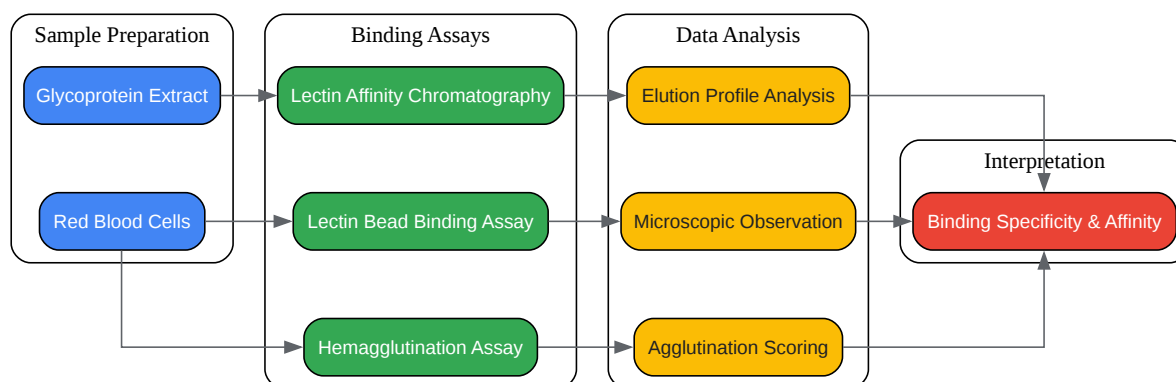 Sample Preparation
Binding Assays
Data Analysis
Glycoprotein Extract
Lectin Affinity Chromatography
Elution Profile Analysis
Interpretation
Red Blood Cells
Lectin Bead Binding Assay
Microscopic Observation
Binding Specificity & Affinity
Hemagglutination Assay
Agglutination Scoring